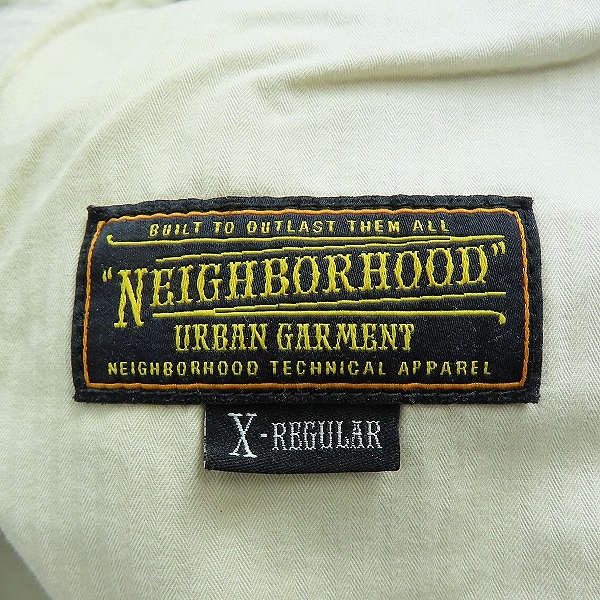 BUILT TO OUTLAST THEM ALL
"NEIGHBORHOOD"
URBAN GARMENT
NEIGHBORHOOD TECHNICAL APPAREL
X-REGULAR